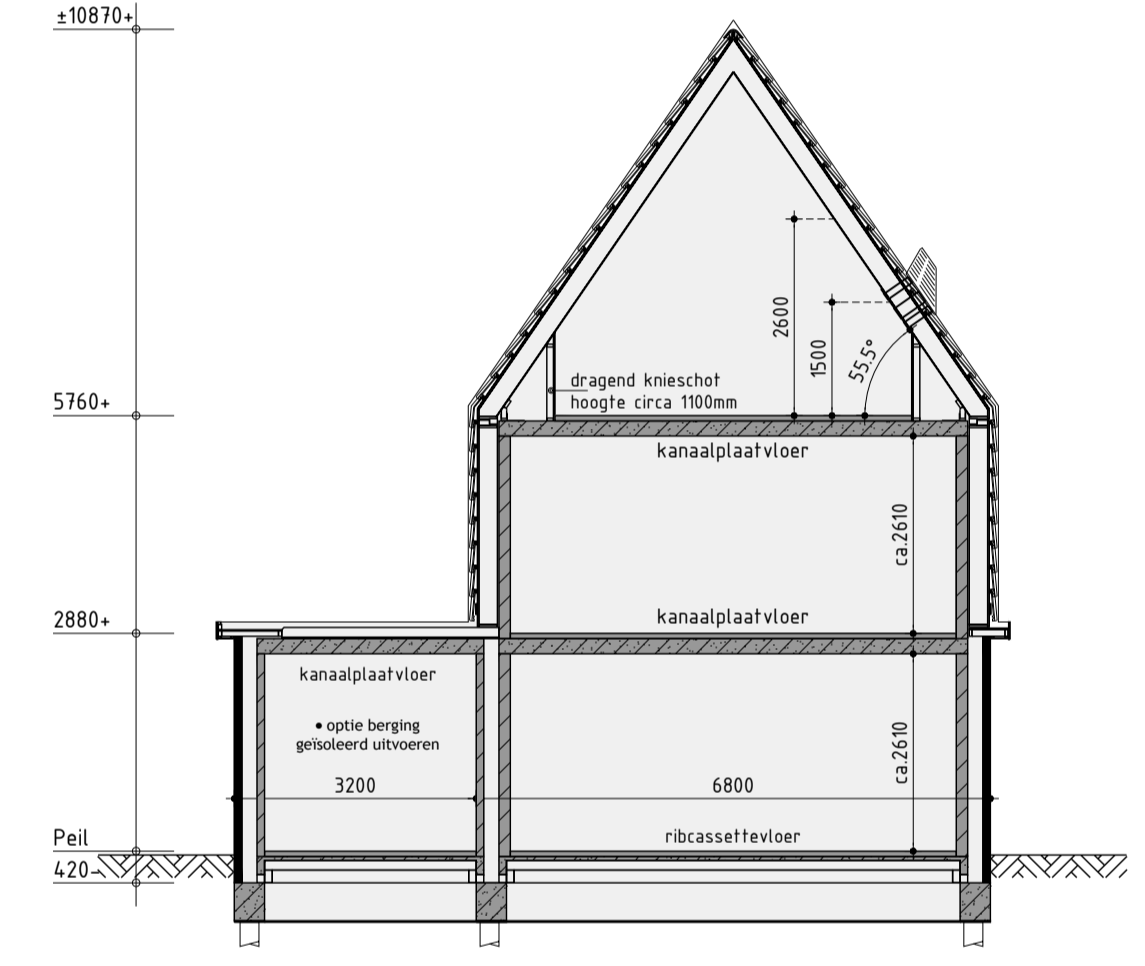 ±10870+
2600
1500
55.5°
dragend knieschot
hoogte circa 1100mm
5760+
kanaalplaatvloer
ca.2610
kanaalplaatvloer
2880+
kanaalplaatvloer
• optie berging
geïsoleerd uitvoeren
ca.2610
3200
6800
Peil
ribcassettevloer
420-